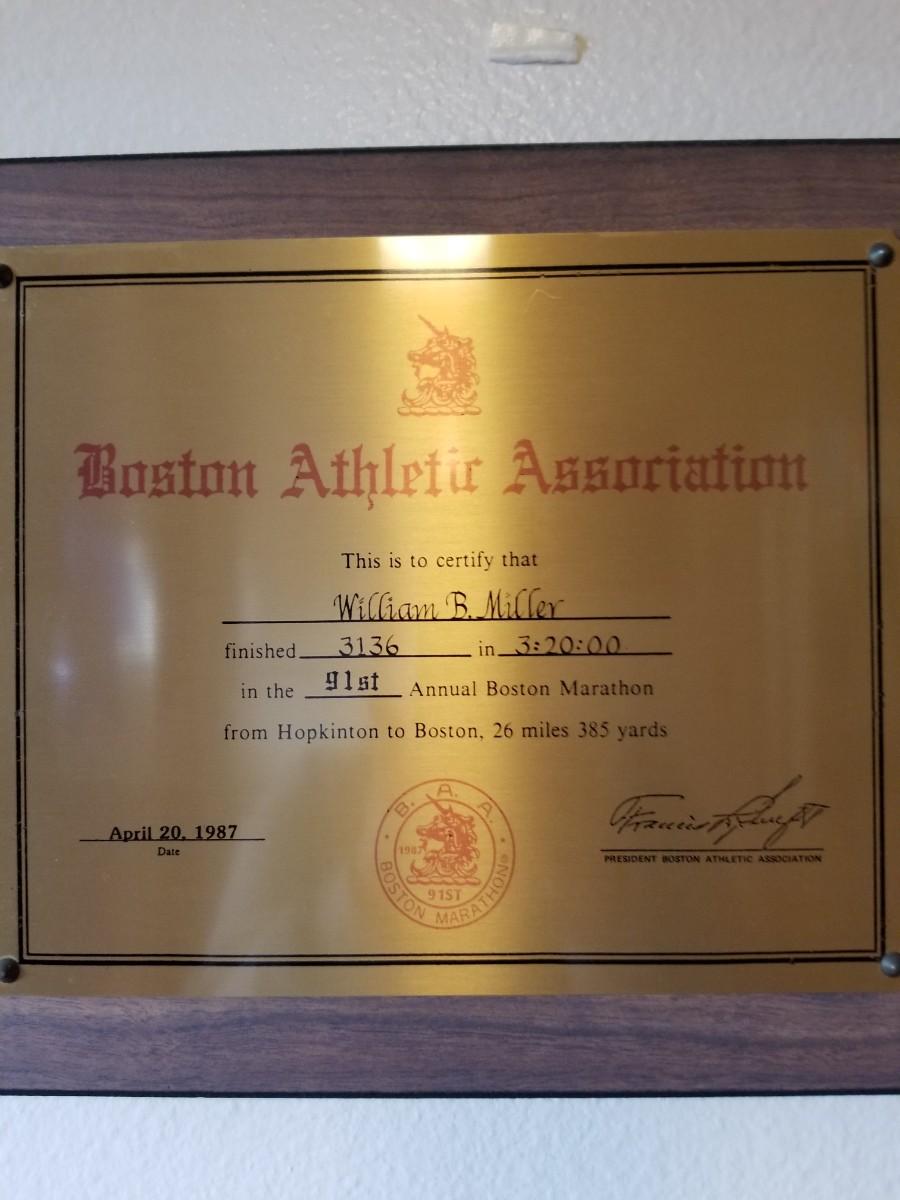 Boston Athletic Association
This is to certify that
William B. Miller
finished 3136 in 3:20:00
in the 91st Annual Boston Marathon
from Hopkinton to Boston, 26 miles 385 yards
April 20, 1987
Date
B. A. A.
1987
91ST
BOSTON MARATHON®
PRESIDENT BOSTON ATHLETIC ASSOCIATION